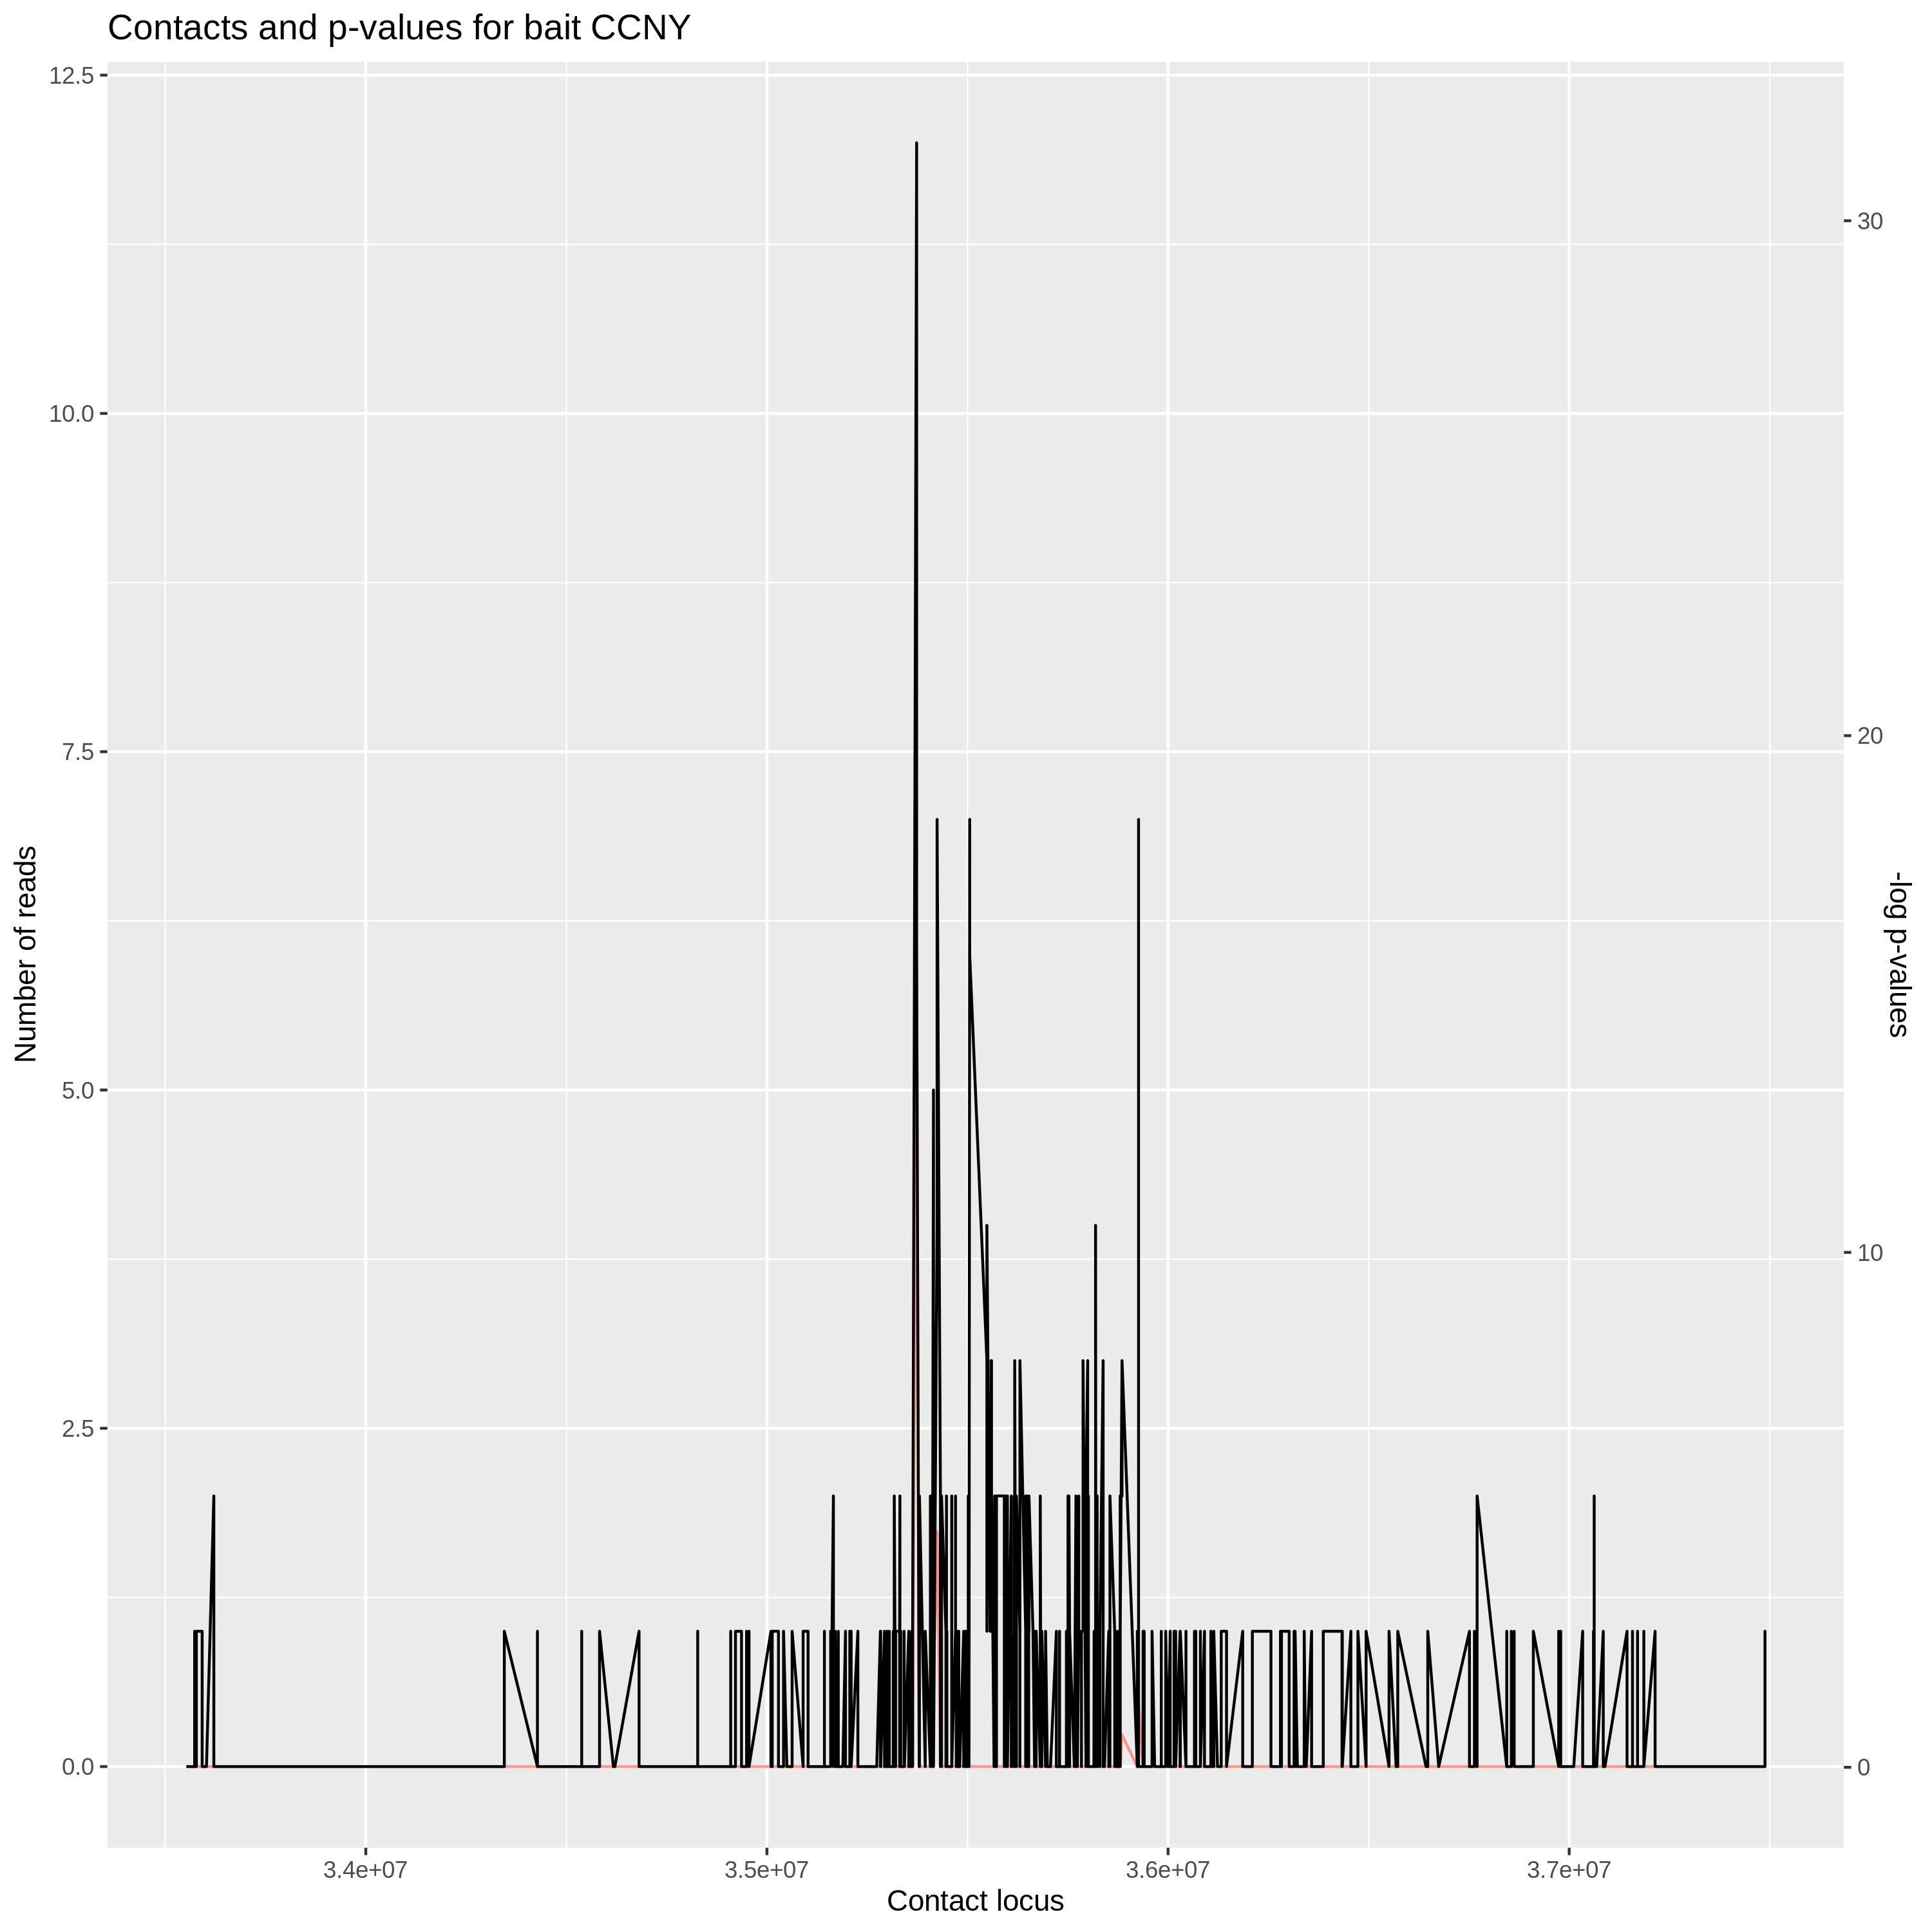 Contacts and p-values for bait CCNY
12.5
10.0
7.5
5.0
2.5
0.0
Number of reads
30
20
10
0
-log p-values
3.4e+07
3.5e+07
3.6e+07
3.7e+07
Contact locus